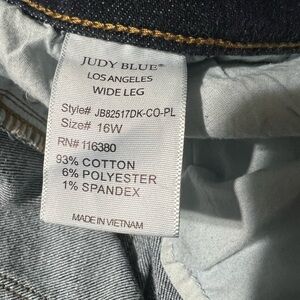 JUDY BLUE®
LOS ANGELES
WIDE LEG
Style# JB82517DK-CO-PL
Size# 16W
RN# 116380
93% COTTON
6% POLYESTER
1% SPANDEX
MADE IN VIETNAM